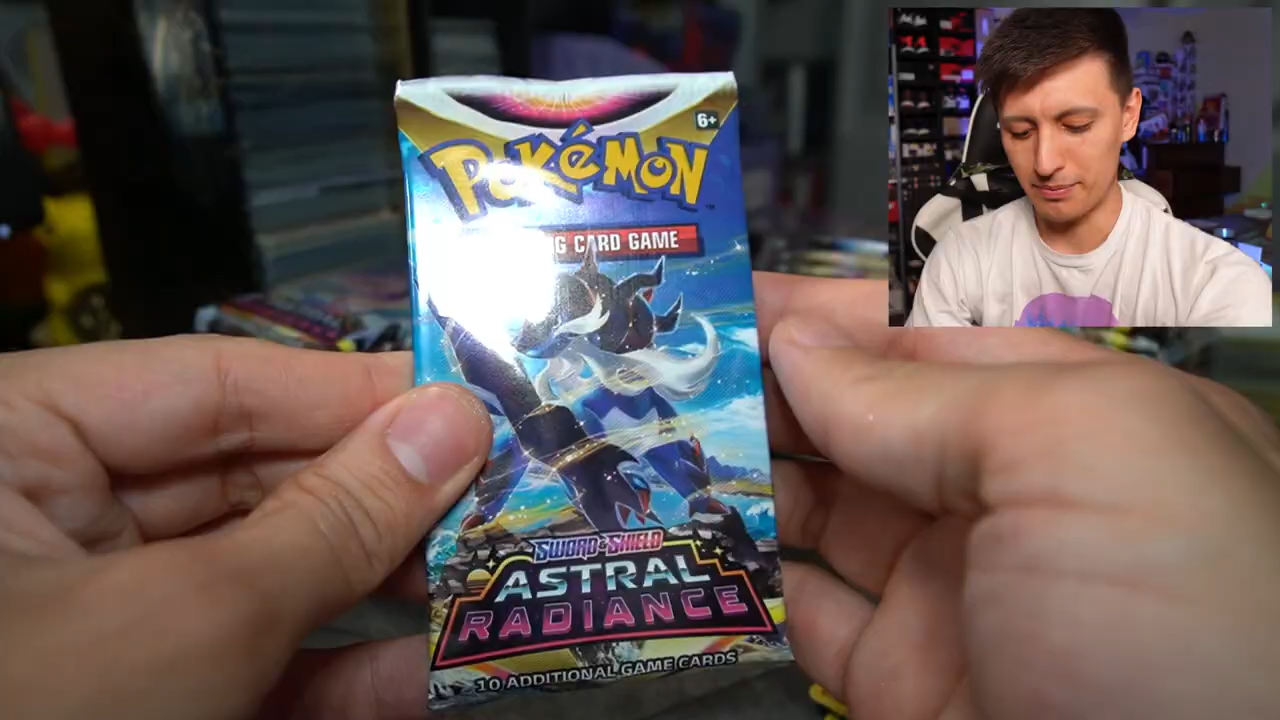 6+
POKéMON
G CARD GAME
SWORD & SHIELD
ASTRAL
RADIANCE
10 ADDITIONAL GAME CARDS